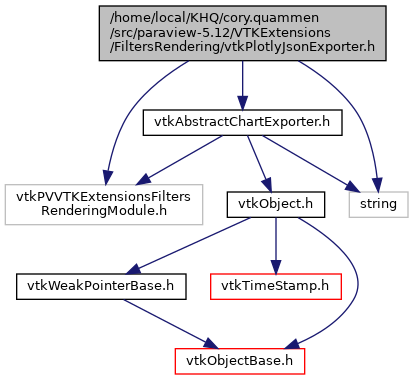 /home/local/KHQ/cory.quammen
/src/paraview-5.12/VTKExtensions
/FiltersRendering/vtkPlotlyJsonExporter.h
vtkAbstractChartExporter.h
vtkPVVTKExtensionsFilters
RenderingModule.h
vtkObject.h
string
vtkWeakPointerBase.h
vtkTimeStamp.h
vtkObjectBase.h